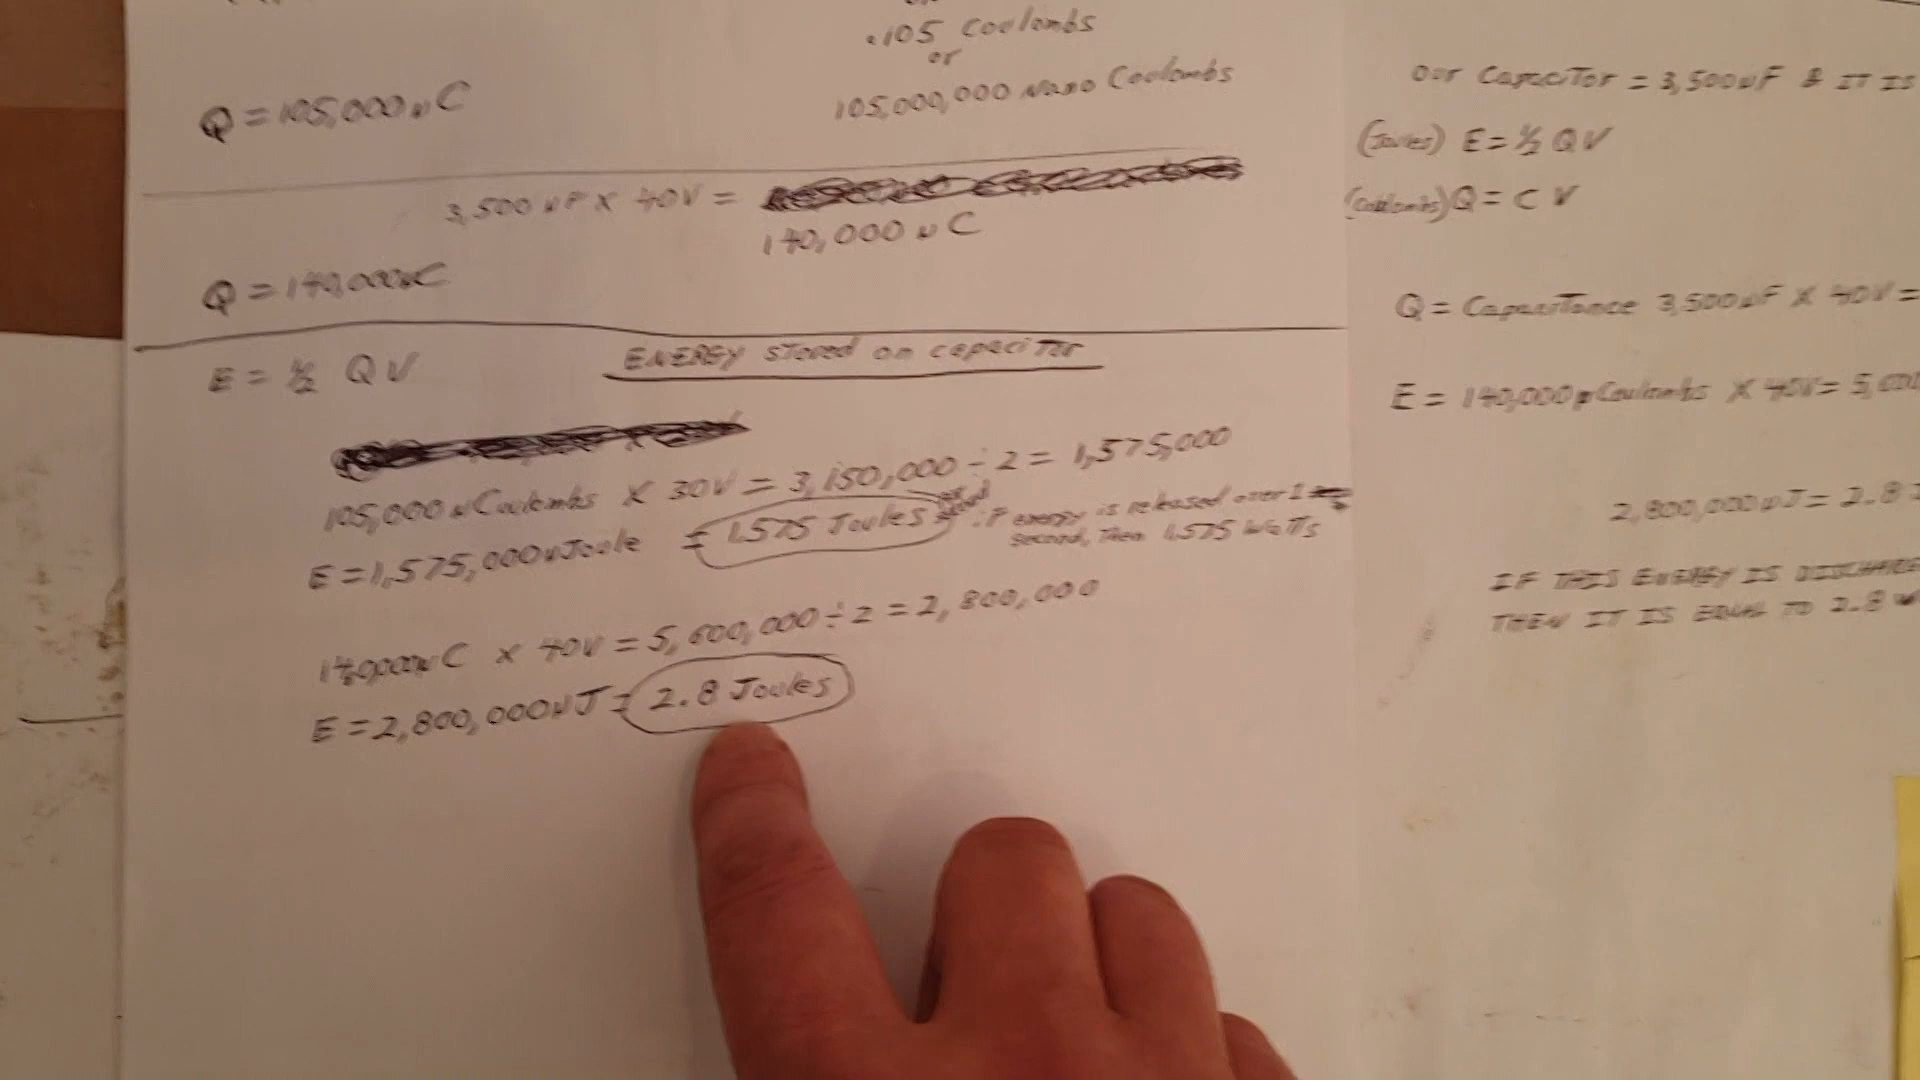 .105 Coulombs
or
105,000,000 Nano Coulombs
Q = 105,000 uC
3,500 uF X 40V =
140,000 uC
Q = 140,000uC
E = ½ QV
ENERGY stored on capacitor
105,000 uCoulombs X 30V = 3,150,000 ÷ 2 = 1,575,000
E = 1,575,000uJoule = 1.575 Joules
if energy is released over 1
second, Then 1.575 watts
140,000uC x 40V = 5,600,000 ÷ 2 = 2,800,000
E = 2,800,000uJ = 2.8 Joules
our Capacitor = 3,500uF & IT IS
(Joules) E = ½ QV
(Coulombs) Q = C V
Q = Capacitance 3,500uF X 40V =
E = 140,000 Coulombs X 40V = 5,600
2,800,000uJ = 2.8
IF THIS ENERGY IS DISCHARGE
THEN IT IS EQUAL TO 2.8 W